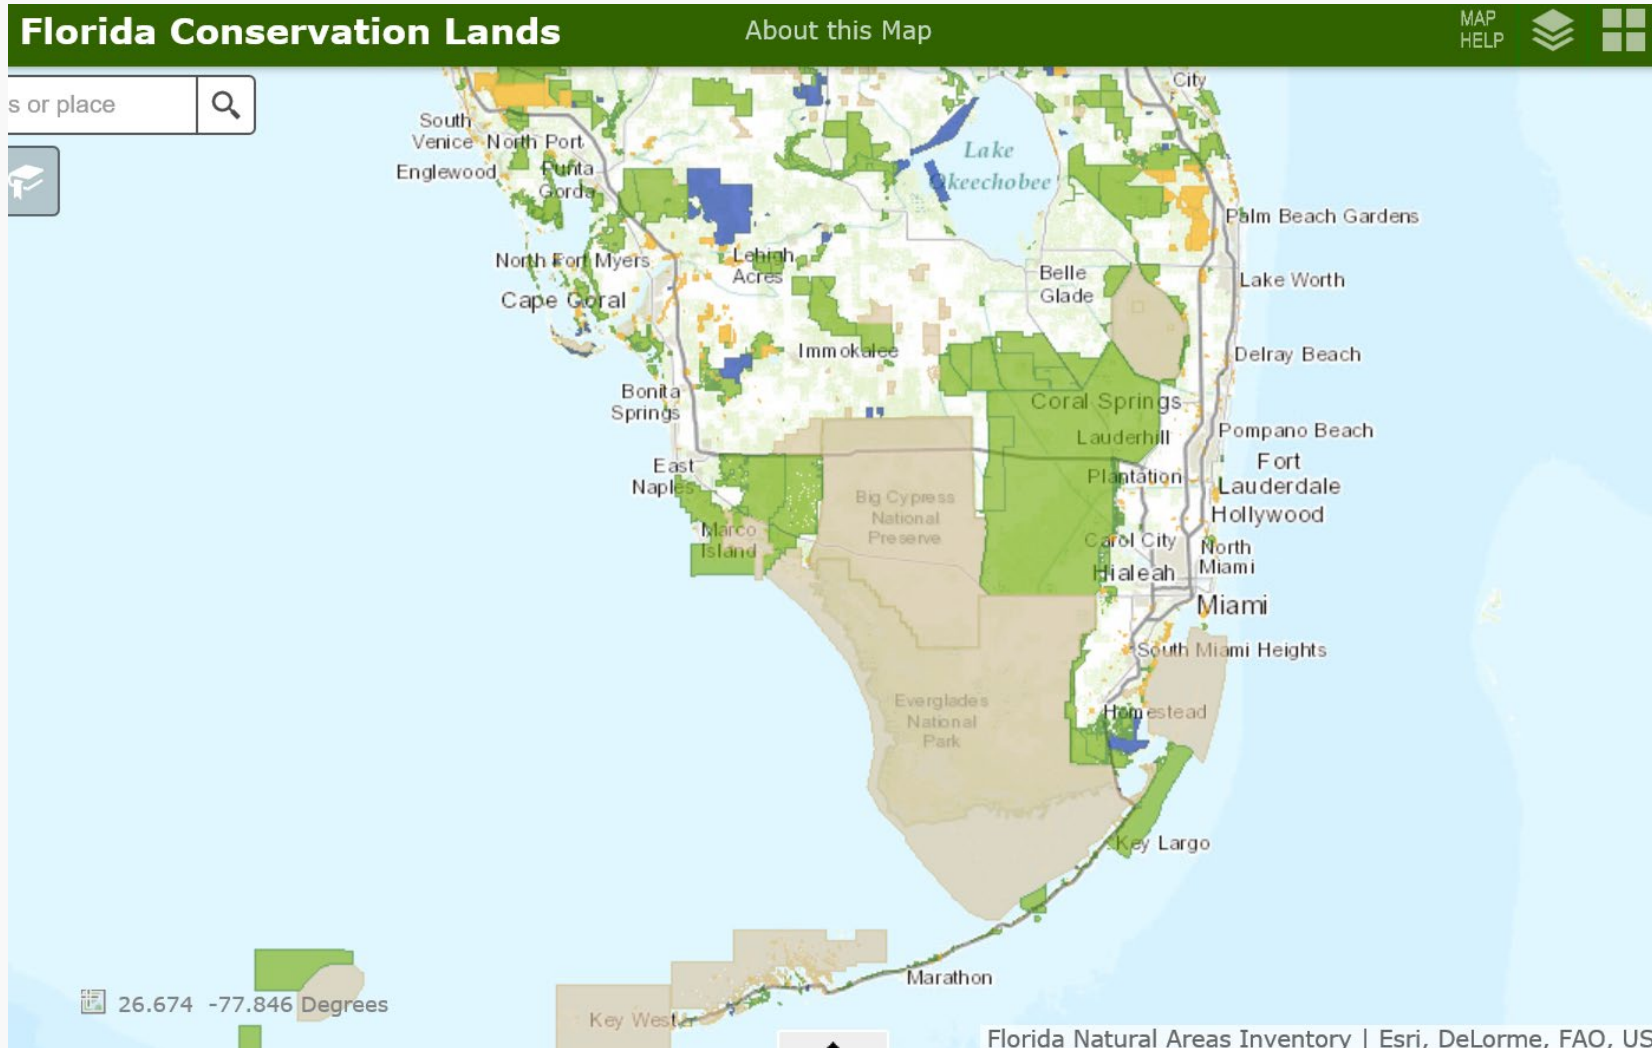 Florida Conservation Lands
About this Map
MAP
HELP
s or place
City
South
Venice
North Port
Englewood
Punta
Gorda
Lake
Okeechobee
Palm Beach Gardens
North Fort Myers
Lehigh
Acres
Belle
Glade
Lake Worth
Cape Coral
Immokalee
Delray Beach
Bonita
Springs
Coral Springs
Lauderhill
Pompano Beach
East
Naples
Plantation
Fort
Lauderdale
Big Cypress
National
Preserve
Hollywood
Marco
Island
Carol City
North
Miami
Hialeah
Miami
South Miami Heights
Everglades
National
Park
Homestead
Key Largo
Marathon
26.674 -77.846 Degrees
Key West
Florida Natural Areas Inventory | Esri, DeLorme, FAO, US